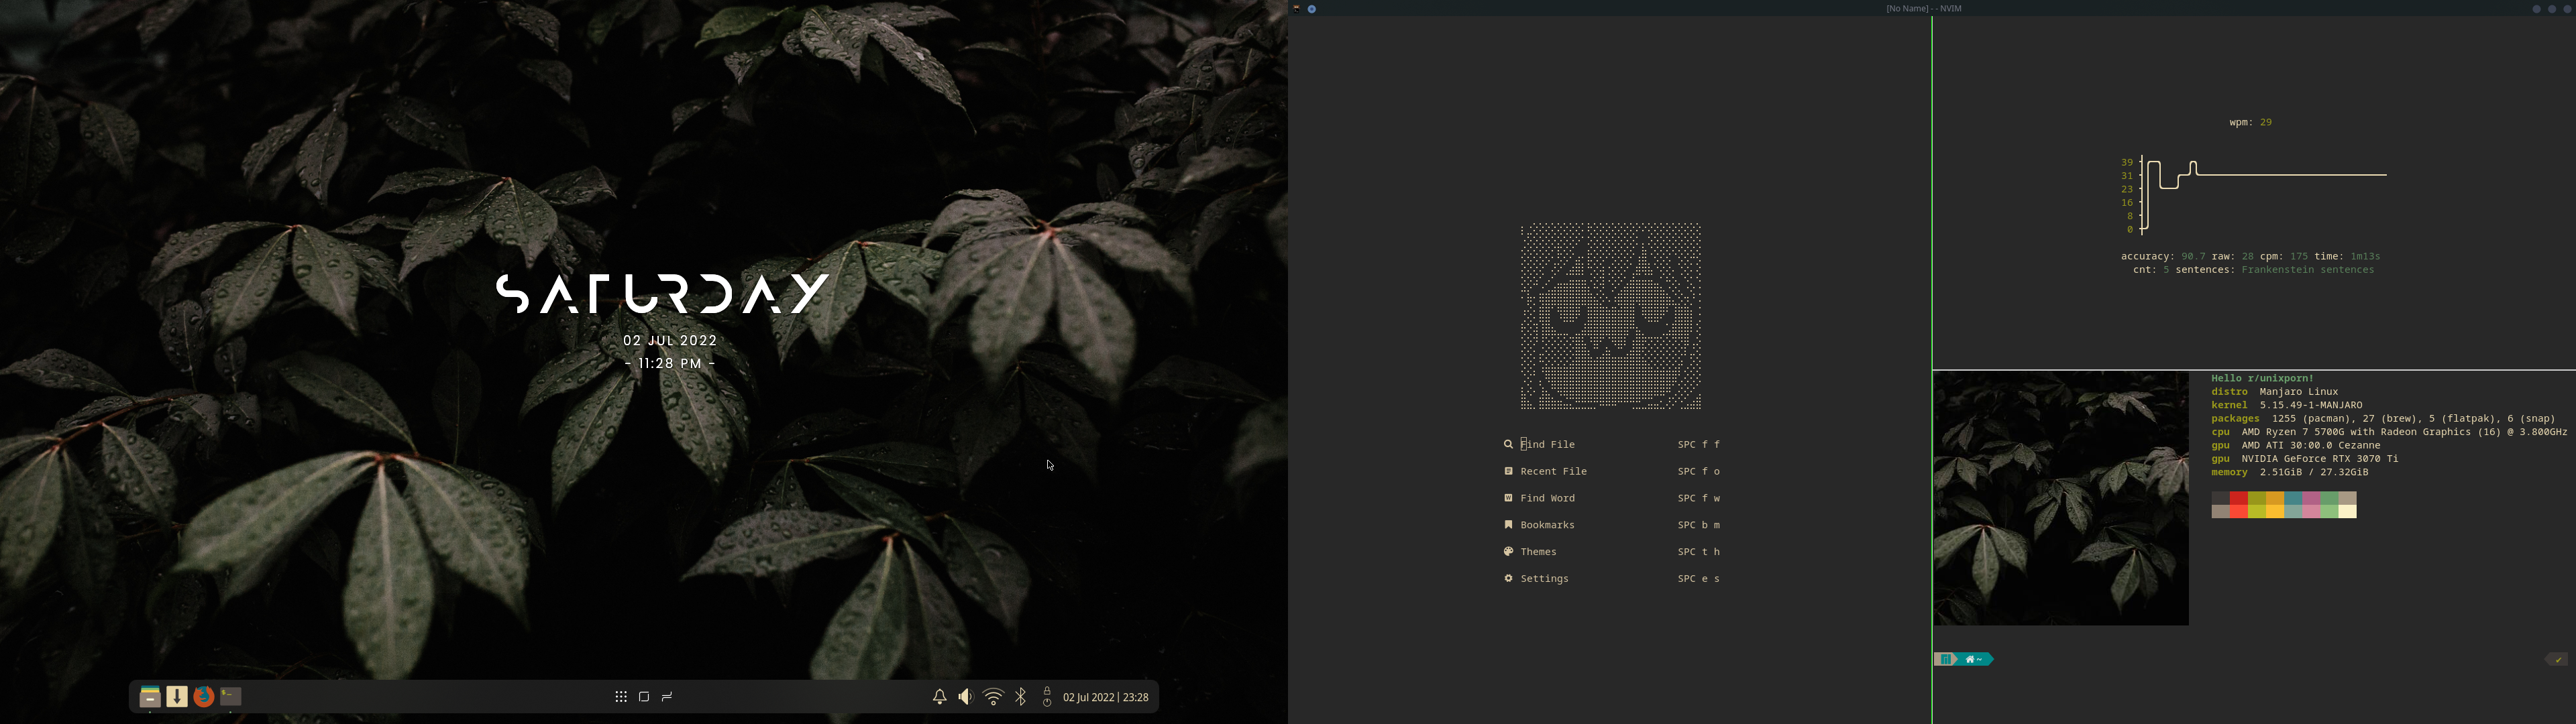 SATURDAY
02 JUL 2022
- 11:28 PM -
02 Jul 2022 | 23:28
[No Name] - - NVIM
Find File SPC f f
Recent File SPC f o
Find Word SPC f w
Bookmarks SPC b m
Themes SPC t h
Settings SPC e s
wpm: 29
39
31
23
16
8
0
accuracy: 90.7 raw: 28 cpm: 175 time: 1m13s
cnt: 5 sentences: Frankenstein sentences
Hello r/unixporn!
distro Manjaro Linux
kernel 5.15.49-1-MANJARO
packages 1255 (pacman), 27 (brew), 5 (flatpak), 6 (snap)
cpu AMD Ryzen 7 5700G with Radeon Graphics (16) @ 3.800GHz
gpu AMD ATI 30:00.0 Cezanne
gpu NVIDIA GeForce RTX 3070 Ti
memory 2.51GiB / 27.32GiB
~